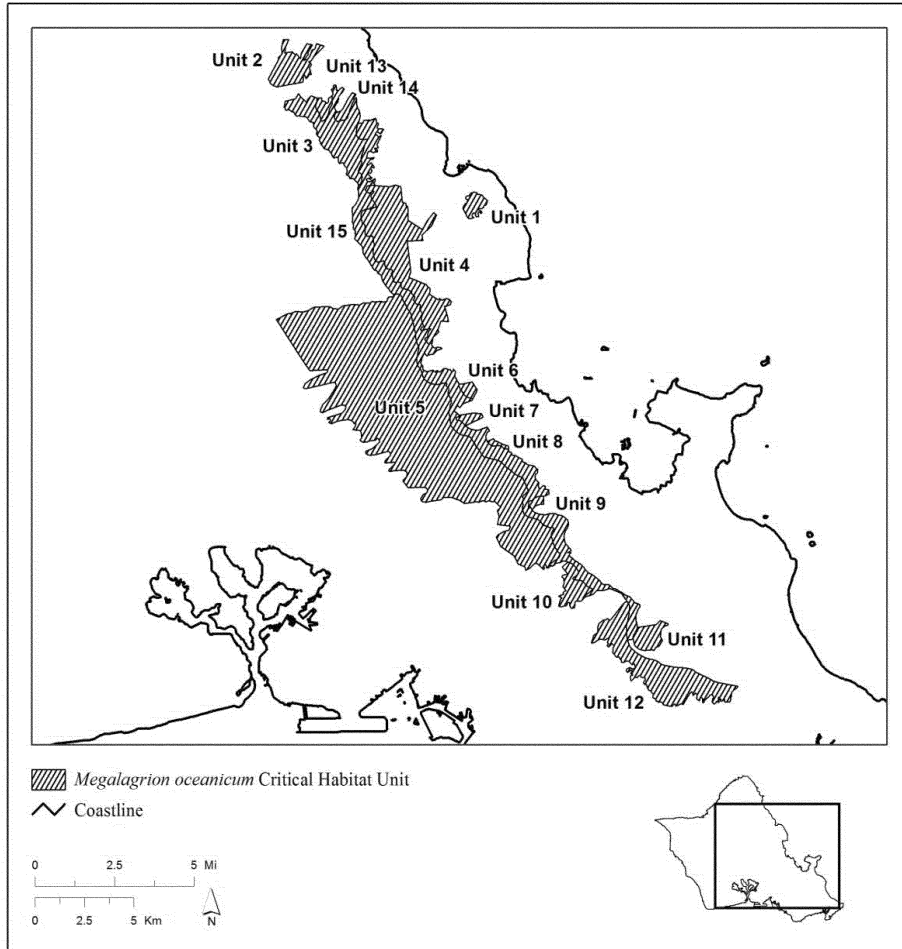 Unit 2
Unit 13
Unit 14
Unit 3
Unit 1
Unit 15
Unit 4
Unit 6
Unit 5
Unit 7
Unit 8
Unit 9
Unit 10
Unit 11
Unit 12
Megalagrion oceanicum Critical Habitat Unit
Coastline
0 2.5 5 Mi
0 2.5 5 Km
N